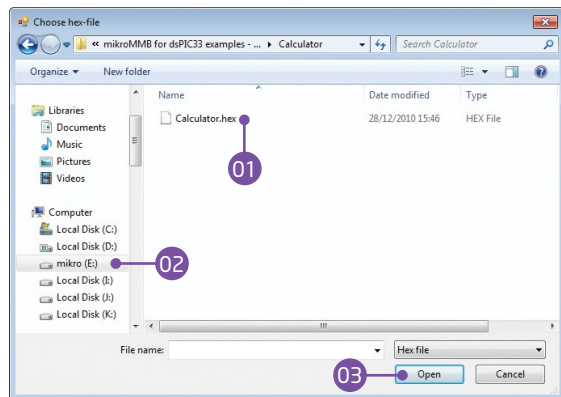 Choose hex-file
« mikroMMB for dsPIC33 examples - ... ▸ Calculator
Search Calculator
Organize ▾ New folder
Name Date modified Type
Libraries
Documents
Music
Pictures
Videos
Calculator.hex 28/12/2010 15:46 HEX File
01
Computer
Local Disk (C:)
Local Disk (D:)
mikro (E:)
02
Local Disk (I:)
Local Disk (J:)
Local Disk (K:)
File name:
Hex file
03
Open Cancel